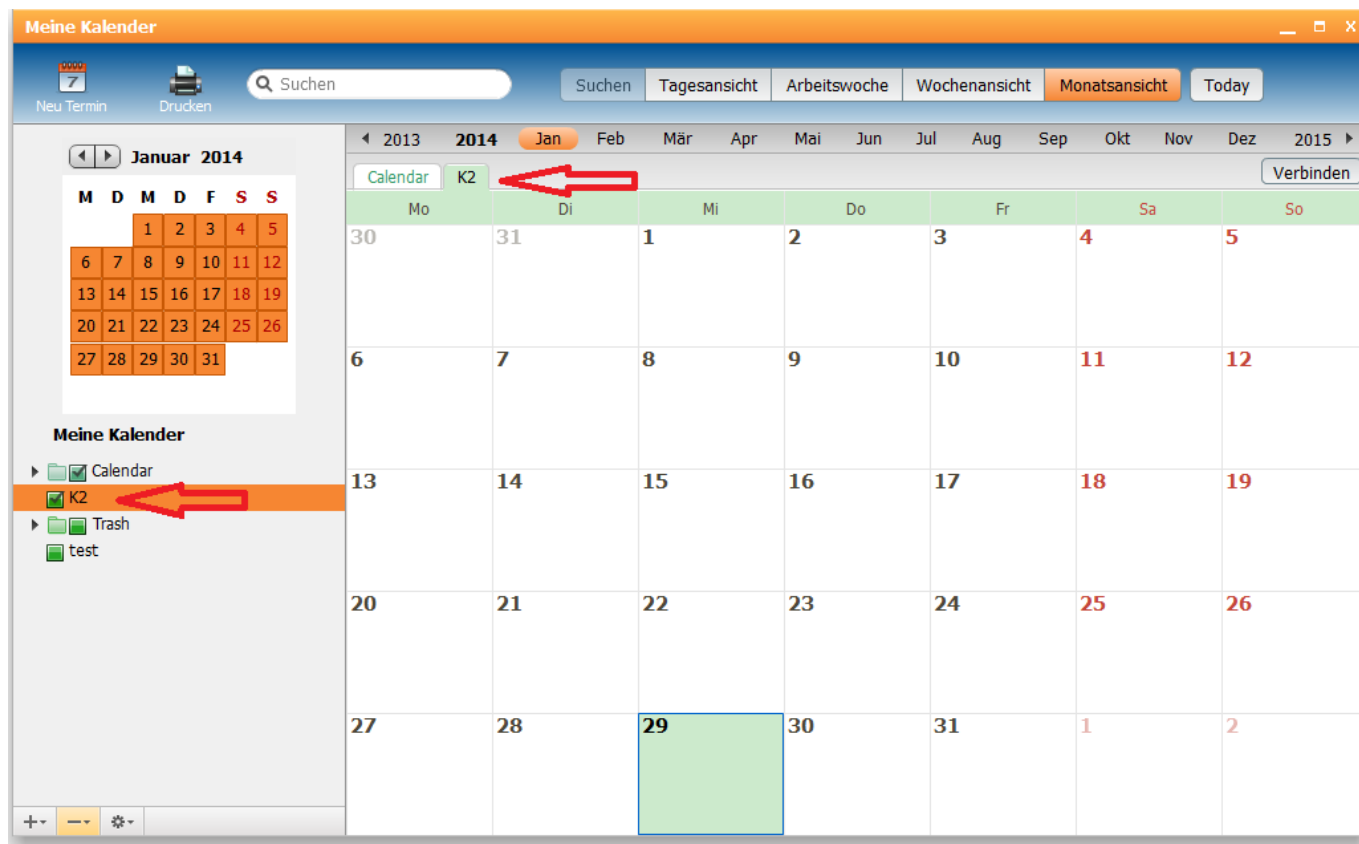 Meine Kalender
7
Neu Termin
Drucken
Suchen
Suchen Tagesansicht Arbeitswoche Wochenansicht Monatsansicht Today
Januar 2014
M D M D F S S
1 2 3 4 5
6 7 8 9 10 11 12
13 14 15 16 17 18 19
20 21 22 23 24 25 26
27 28 29 30 31
Meine Kalender
Calendar
K2
Trash
test
2013 2014 Jan Feb Mär Apr Mai Jun Jul Aug Sep Okt Nov Dez 2015
Calendar K2 Verbinden
Mo Di Mi Do Fr Sa So
30 31 1 2 3 4 5
6 7 8 9 10 11 12
13 14 15 16 17 18 19
20 21 22 23 24 25 26
27 28 29 30 31 1 2